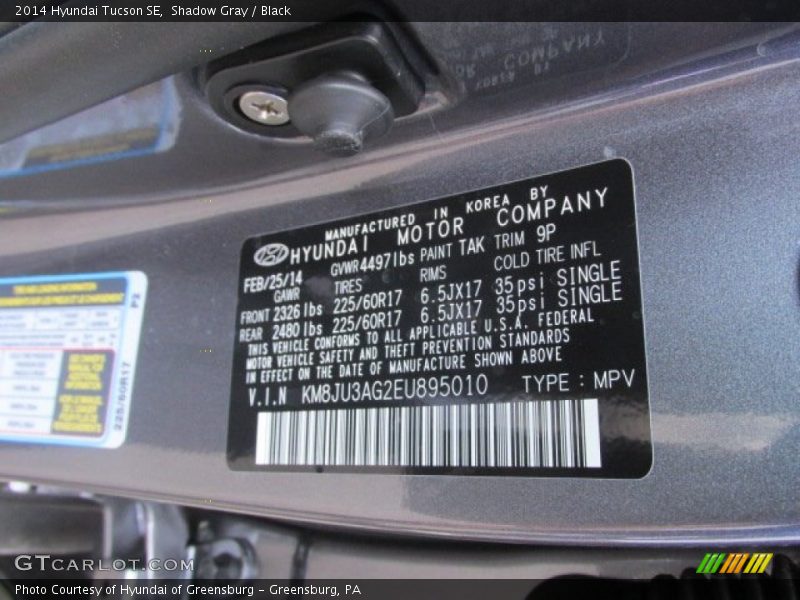 2014 Hyundai Tucson SE,  Shadow Gray / Black
MANUFACTURED IN KOREA BY
HYUNDAI MOTOR COMPANY
FEB/25/14 GVWR 4497 lbs PAINT TAK TRIM 9P
GAWR TIRES RIMS COLD TIRE INFL
FRONT 2326 lbs 225/60R17 6.5JX17 35psi SINGLE
REAR 2480 lbs 225/60R17 6.5JX17 35psi SINGLE
THIS VEHICLE CONFORMS TO ALL APPLICABLE U.S.A. FEDERAL
MOTOR VEHICLE SAFETY AND THEFT PREVENTION STANDARDS
IN EFFECT ON THE DATE OF MANUFACTURE SHOWN ABOVE
V.I.N KM8JU3AG2EU895010 TYPE : MPV
P2
225/60R17
GTCARLOT.COM
Photo Courtesy of Hyundai of Greensburg - Greensburg, PA